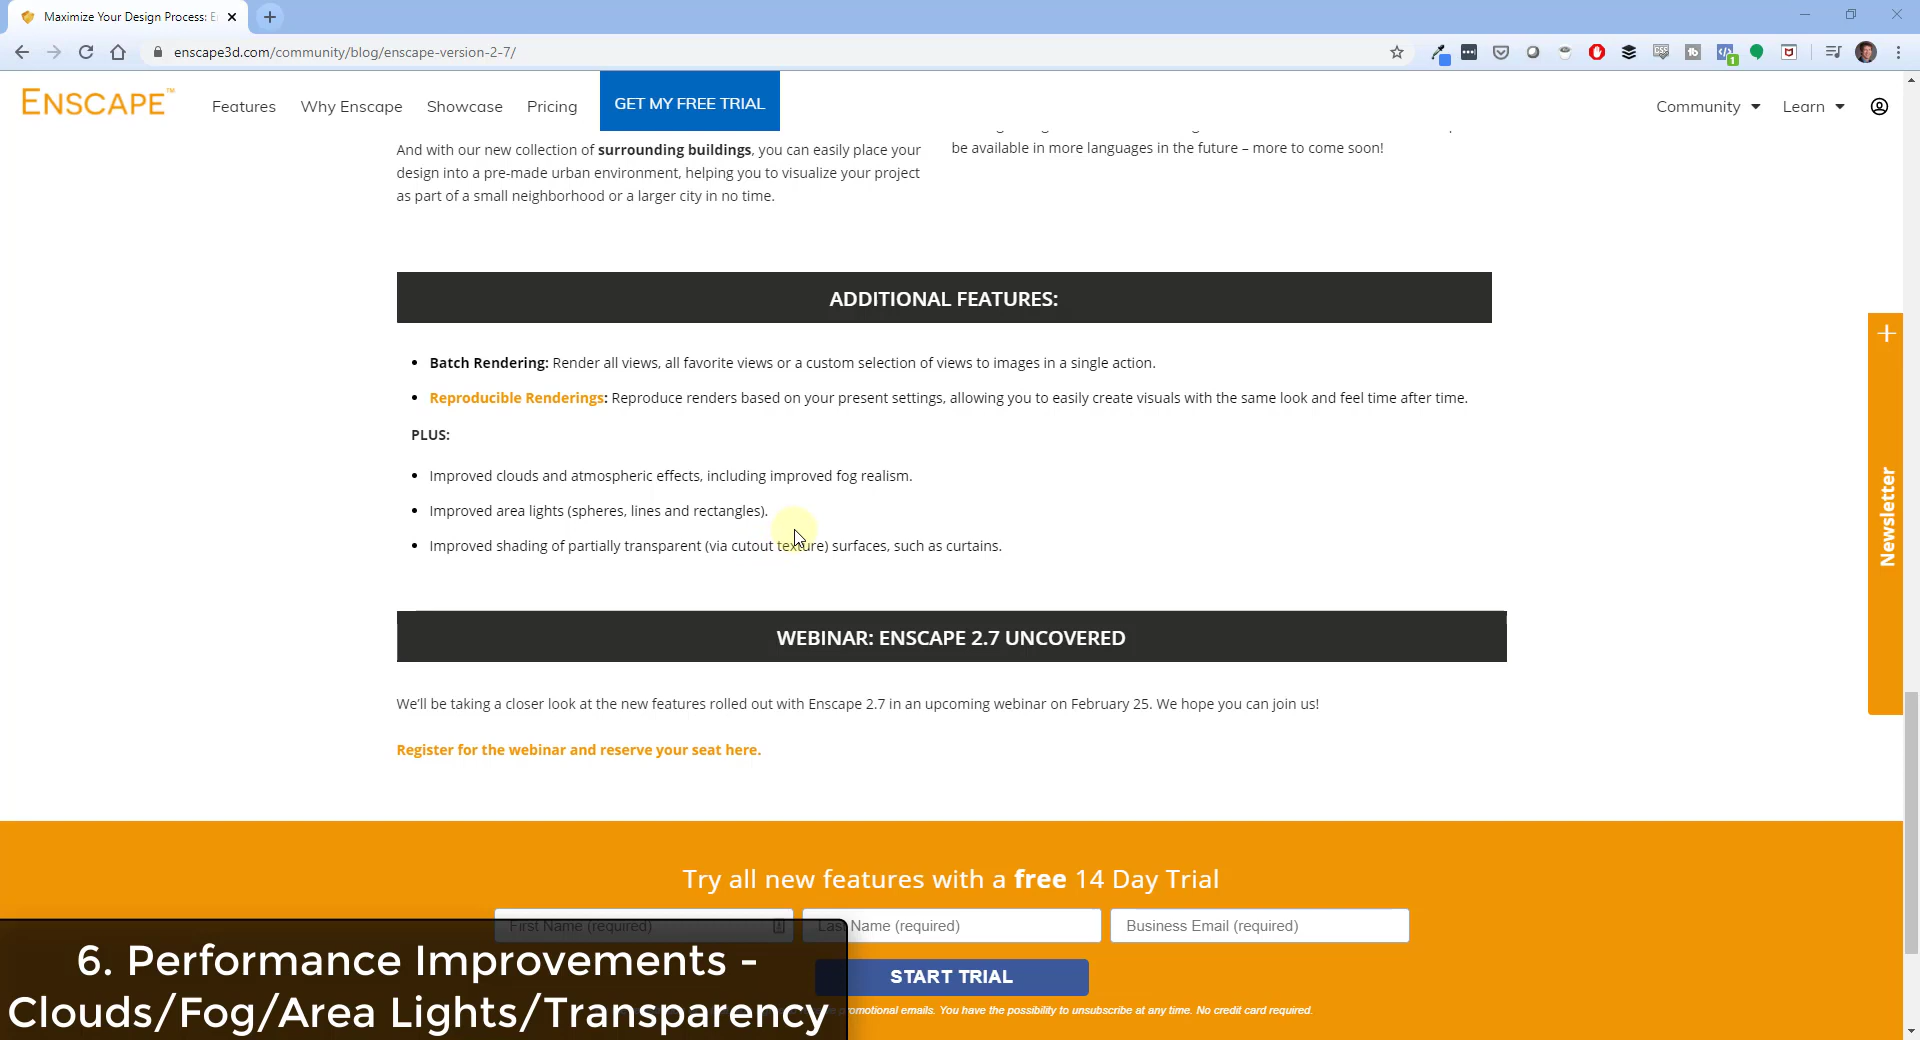 Maximize Your Design Process:
enscape3d.com/community/blog/enscape-version-2-7/
ENSCAPE™
Features
Why Enscape
Showcase
Pricing
GET MY FREE TRIAL
Community
Learn
And with our new collection of surrounding buildings, you can easily place your
design into a pre-made urban environment, helping you to visualize your project
as part of a small neighborhood or a larger city in no time.
be available in more languages in the future – more to come soon!
ADDITIONAL FEATURES:
• Batch Rendering: Render all views, all favorite views or a custom selection of views to images in a single action.
• Reproducible Renderings: Reproduce renders based on your present settings, allowing you to easily create visuals with the same look and feel time after time.
PLUS:
• Improved clouds and atmospheric effects, including improved fog realism.
• Improved area lights (spheres, lines and rectangles).
• Improved shading of partially transparent (via cutout texture) surfaces, such as curtains.
WEBINAR: ENSCAPE 2.7 UNCOVERED
We'll be taking a closer look at the new features rolled out with Enscape 2.7 in an upcoming webinar on February 25. We hope you can join us!
Register for the webinar and reserve your seat here.
Newsletter
Try all new features with a free 14 Day Trial
First Name (required)
Last Name (required)
Business Email (required)
START TRIAL
promotional emails. You have the possibility to unsubscribe at any time. No credit card required.
6. Performance Improvements -
Clouds/Fog/Area Lights/Transparency